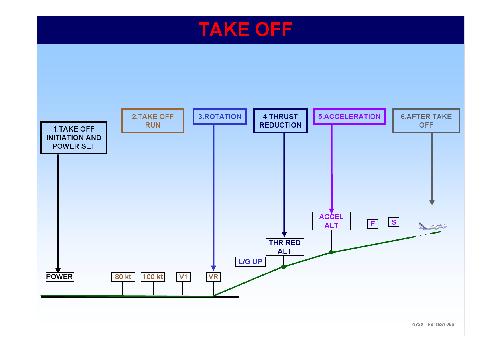 TAKE OFF
1.TAKE OFF
INITIATION AND
POWER SET
2.TAKE OFF
RUN
3.ROTATION
4.THRUST
REDUCTION
5.ACCELERATION
6.AFTER TAKE
OFF
ACCEL
ALT
F
S
THR RED
ALT
L/G UP
POWER
80 kt
100 kt
V1
VR